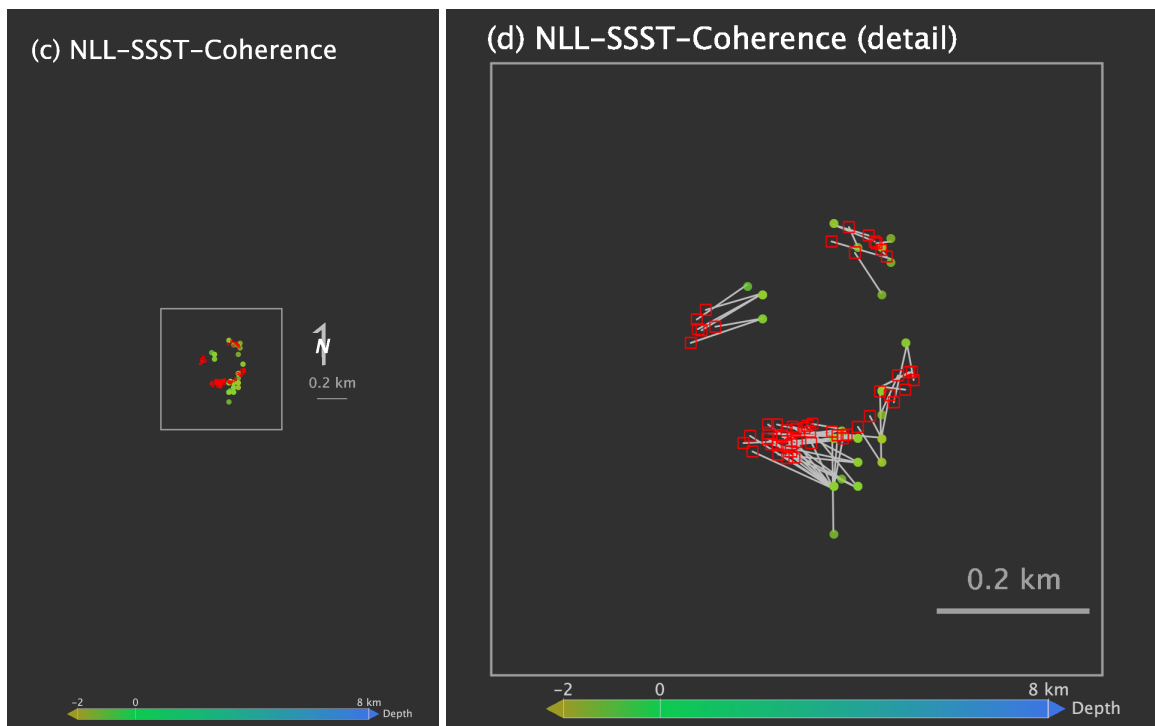 (c) NLL-SSST-Coherence
N
0.2 km
-2 0 8 km
Depth
(d) NLL-SSST-Coherence (detail)
0.2 km
-2 0 8 km
Depth